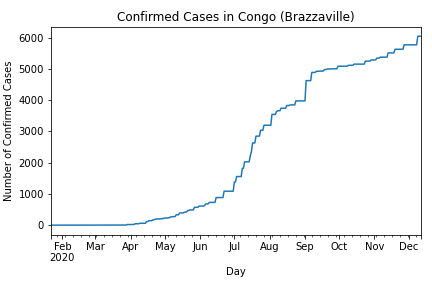 Confirmed Cases in Congo (Brazzaville)
Number of Confirmed Cases
6000
5000
4000
3000
2000
1000
0
Feb Mar Apr May Jun Jul Aug Sep Oct Nov Dec
2020
Day